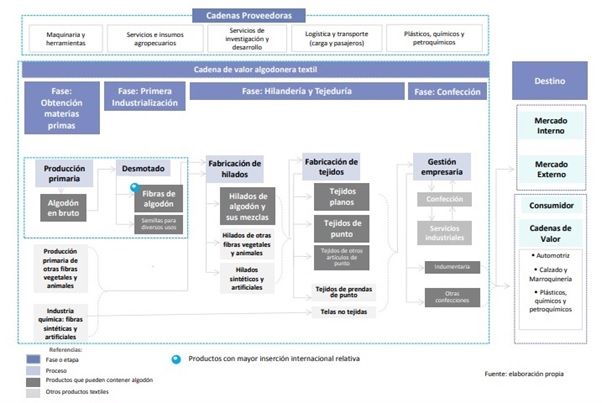 Cadenas Proveedoras
Maquinaria y
herramientas
Servicios e insumos
agropecuarios
Servicios de
investigación y
desarrollo
Logística y transporte
(carga y pasajeros)
Plásticos, químicos y
petroquímicos
Cadena de valor algodonera textil
Fase:
Obtención
materias
primas
Fase: Primera
Industrialización
Fase: Hilandería y Tejeduría
Fase: Confección
Destino
Mercado
Interno
Mercado
Externo
Producción
primaria
Desmotado
Fabricación de
hilados
Fabricación de
tejidos
Gestión
empresaria
Algodón
en bruto
Fibras de
algodón
Semillas para
diversos usos
Hilados de
algodón y
sus mezclas
Hilados de otras
fibras vegetales y
animales
Hilados
sintéticos y
artificiales
Tejidos
planos
Tejidos de
punto
Tejidos de otros
artículos de
punto
Tejidos de prendas
de punto
Telas no tejidas
Confección
Servicios
industriales
Indumentaria
Otras
confecciones
Consumidor
Cadenas de
Valor
• Automotriz
• Calzado y
Marroquinería
• Plásticos,
químicos y
petroquímicos
Producción
primaria de
otras fibras
vegetales y
animales
Industria
química: fibras
sintéticas y
artificiales
Referencias:
Fase o etapa
Proceso
Productos que pueden contener algodón
Otros productos textiles
Productos con mayor inserción internacional relativa
Fuente: elaboración propia